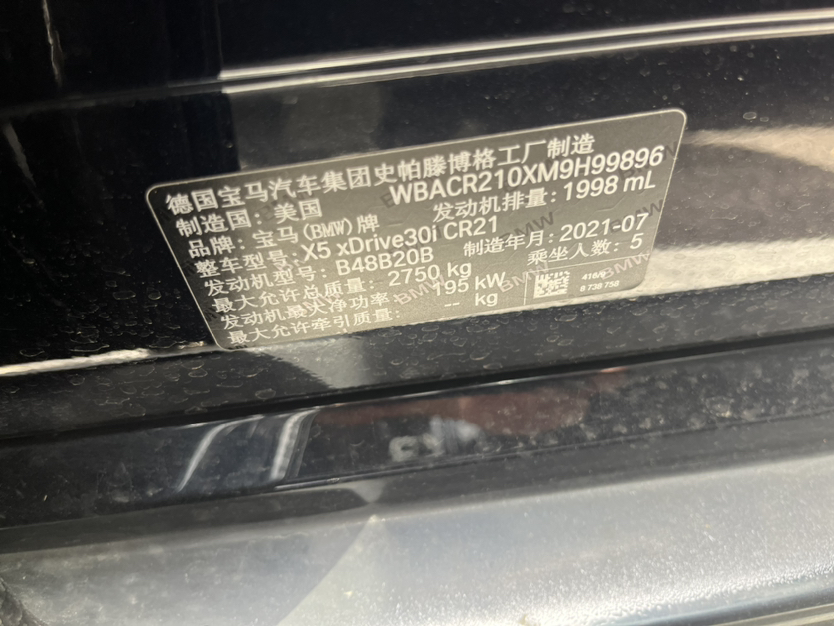 德国宝马汽车集团史帕滕博格工厂制造
制造国: 美国 WBACR210XM9H99896
品牌: 宝马(BMW)牌 发动机排量: 1998 mL
整车型号: X5 xDrive30i CR21
发动机型号: B48B20B 制造年月: 2021-07
最大允许总质量: 2750 kg 乘坐人数: 5
发动机最大净功率: 195 kW
最大允许牵引质量: -- kg
8 738 758